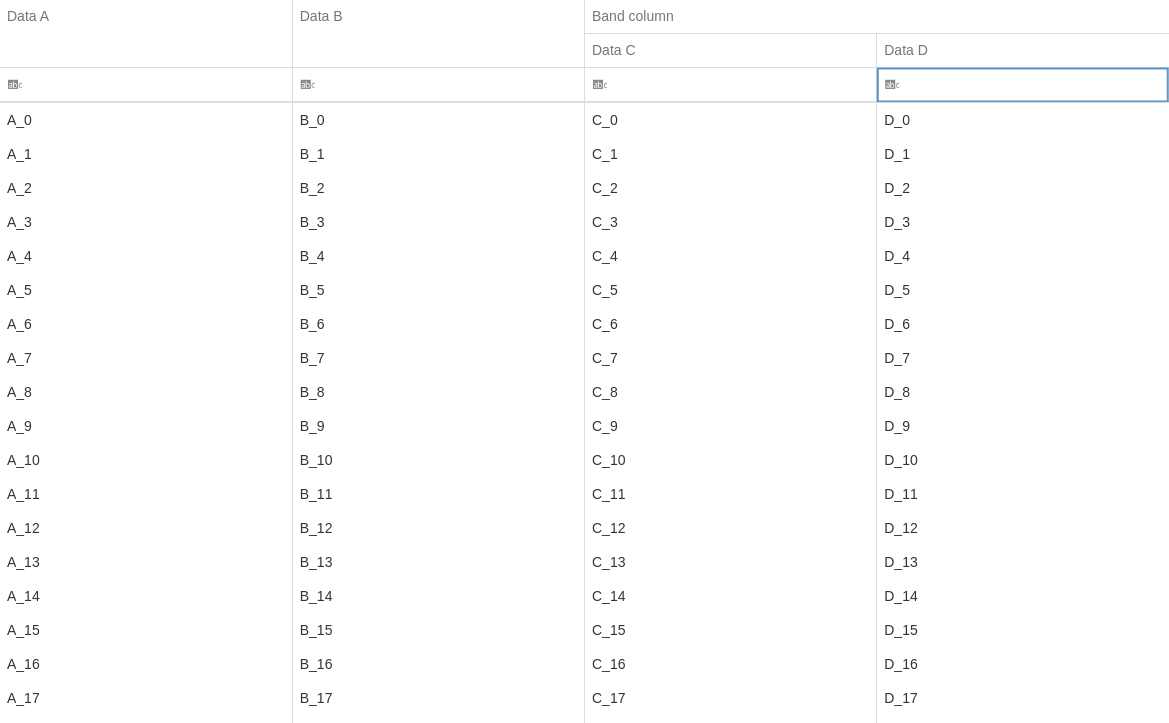 Data A Data B Band column
Data C Data D
A_0 B_0 C_0 D_0
A_1 B_1 C_1 D_1
A_2 B_2 C_2 D_2
A_3 B_3 C_3 D_3
A_4 B_4 C_4 D_4
A_5 B_5 C_5 D_5
A_6 B_6 C_6 D_6
A_7 B_7 C_7 D_7
A_8 B_8 C_8 D_8
A_9 B_9 C_9 D_9
A_10 B_10 C_10 D_10
A_11 B_11 C_11 D_11
A_12 B_12 C_12 D_12
A_13 B_13 C_13 D_13
A_14 B_14 C_14 D_14
A_15 B_15 C_15 D_15
A_16 B_16 C_16 D_16
A_17 B_17 C_17 D_17